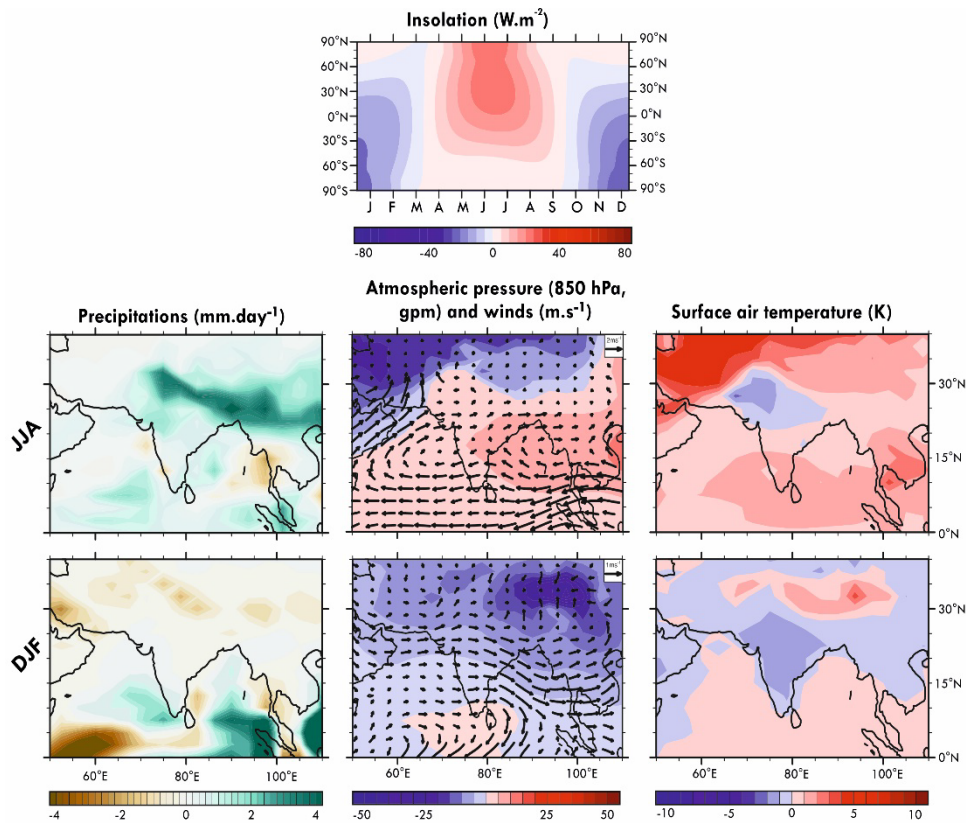 Insolation (W.m⁻²)
90°N 90°N
60°N 60°N
30°N 30°N
0°N 0°N
30°S 30°S
60°S 60°S
90°S 90°S
J F M A M J J A S O N D
-80 -40 0 40 80
Precipitations (mm.day⁻¹)
Atmospheric pressure (850 hPa,
gpm) and winds (m.s⁻¹)
Surface air temperature (K)
JJA
2ms⁻¹
30°N
15°N
0°N
DJF
1ms⁻¹
30°N
15°N
0°N
60°E 80°E 100°E 60°E 80°E 100°E 60°E 80°E 100°E
-4 -2 0 2 4
-50 -25 0 25 50
-10 -5 0 5 10